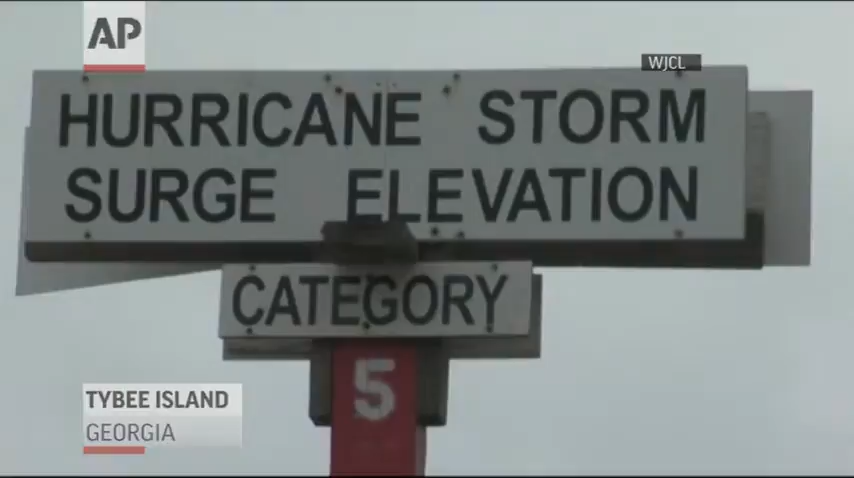 AP
WJCL
HURRICANE STORM
SURGE ELEVATION
CATEGORY
5
TYBEE ISLAND
GEORGIA